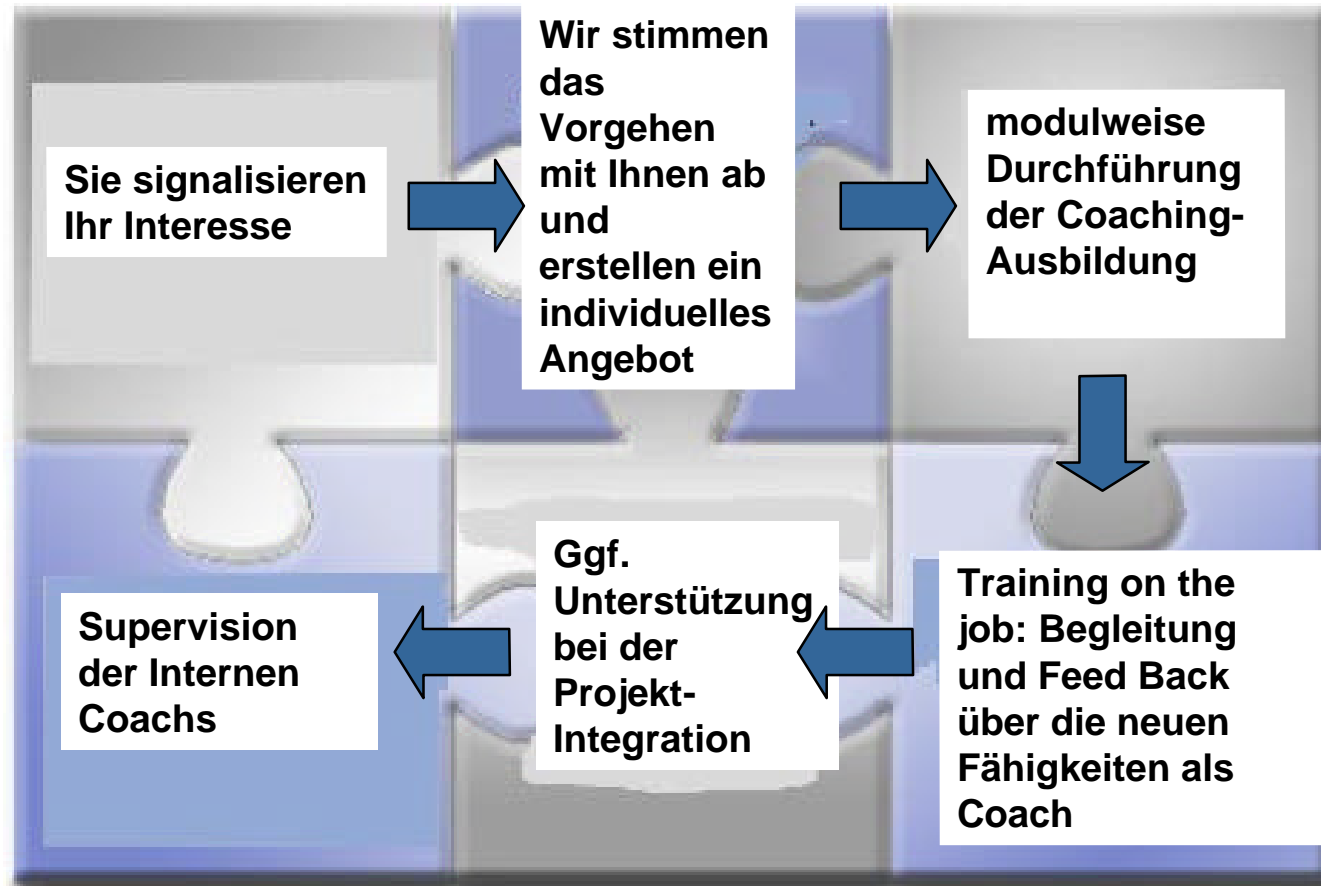 Sie signalisieren
Ihr Interesse
Wir stimmen
das
Vorgehen
mit Ihnen ab
und
erstellen ein
individuelles
Angebot
modulweise
Durchführung
der Coaching-
Ausbildung
Training on the
job: Begleitung
und Feed Back
über die neuen
Fähigkeiten als
Coach
Ggf.
Unterstützung
bei der
Projekt-
Integration
Supervision
der Internen
Coachs